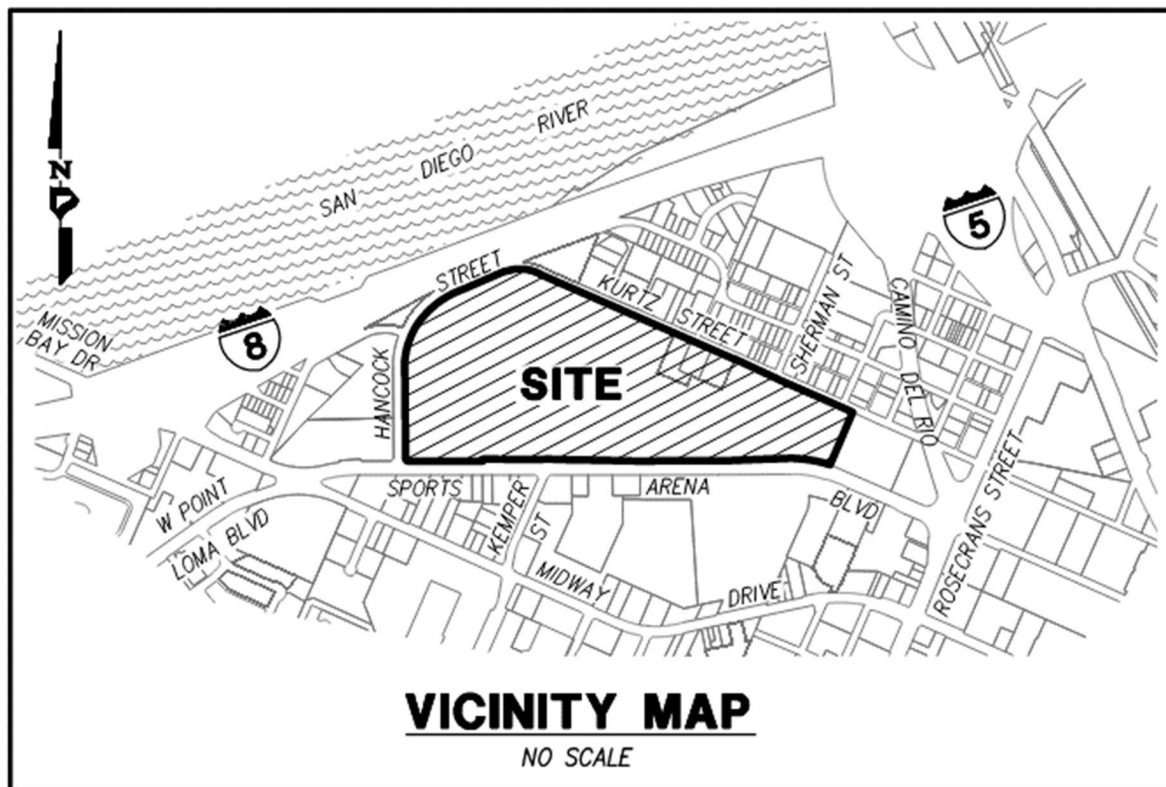 N
SAN DIEGO RIVER
5
STREET
KURTZ STREET
SHERMAN ST
CAMINO DEL RIO
MISSION
BAY DR
8
HANCOCK
SITE
SPORTS ARENA BLVD
KEMPER
ST
W POINT
LOMA BLVD
MIDWAY DRIVE
ROSECRANS STREET
VICINITY MAP
NO SCALE